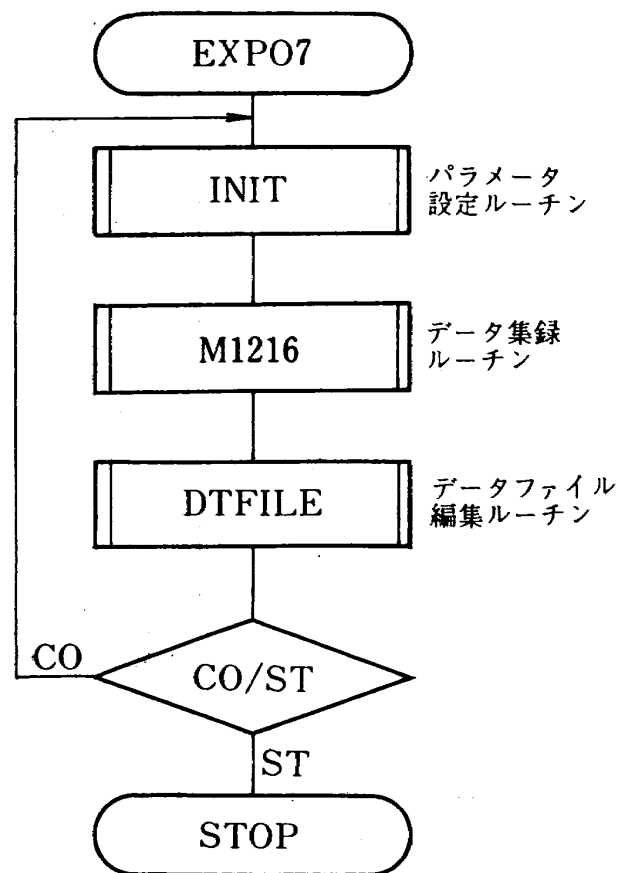 EXPO7
INIT
パラメータ
設定ルーチン
M1216
データ集録
ルーチン
DTFILE
データファイル
編集ルーチン
CO
CO/ST
ST
STOP